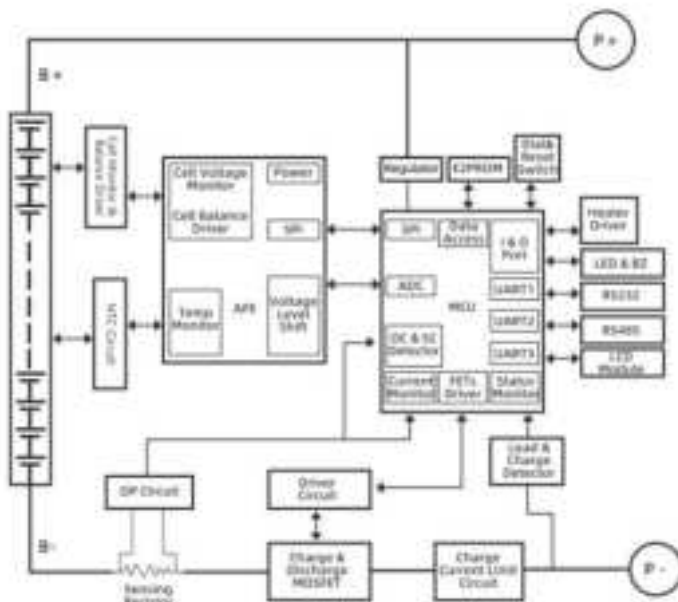 P+
B+
Cell Monitor &
Balance Drive
Cell Voltage
Monitor
Power
Cell Balance
Driver
SPI
Temp
Monitor
AFE
Voltage
Level
Shift
NTC Circuit
Regulator
E2PROM
Dial&
Reset
Switch
SPI
Data
Access
I & O
Port
ADC
UART1
MCU
UART2
OC & SC
Detector
UART3
Current
Monitor
FETs
Driver
Status
Monitor
Heater
Driver
LED & BZ
RS232
RS485
LCD
Module
OP Circuit
Driver
Circuit
Load &
Charge
Detector
B-
Sensing
Resistor
Charge &
Discharge
MOSFET
Charge
Current Limit
Circuit
P-